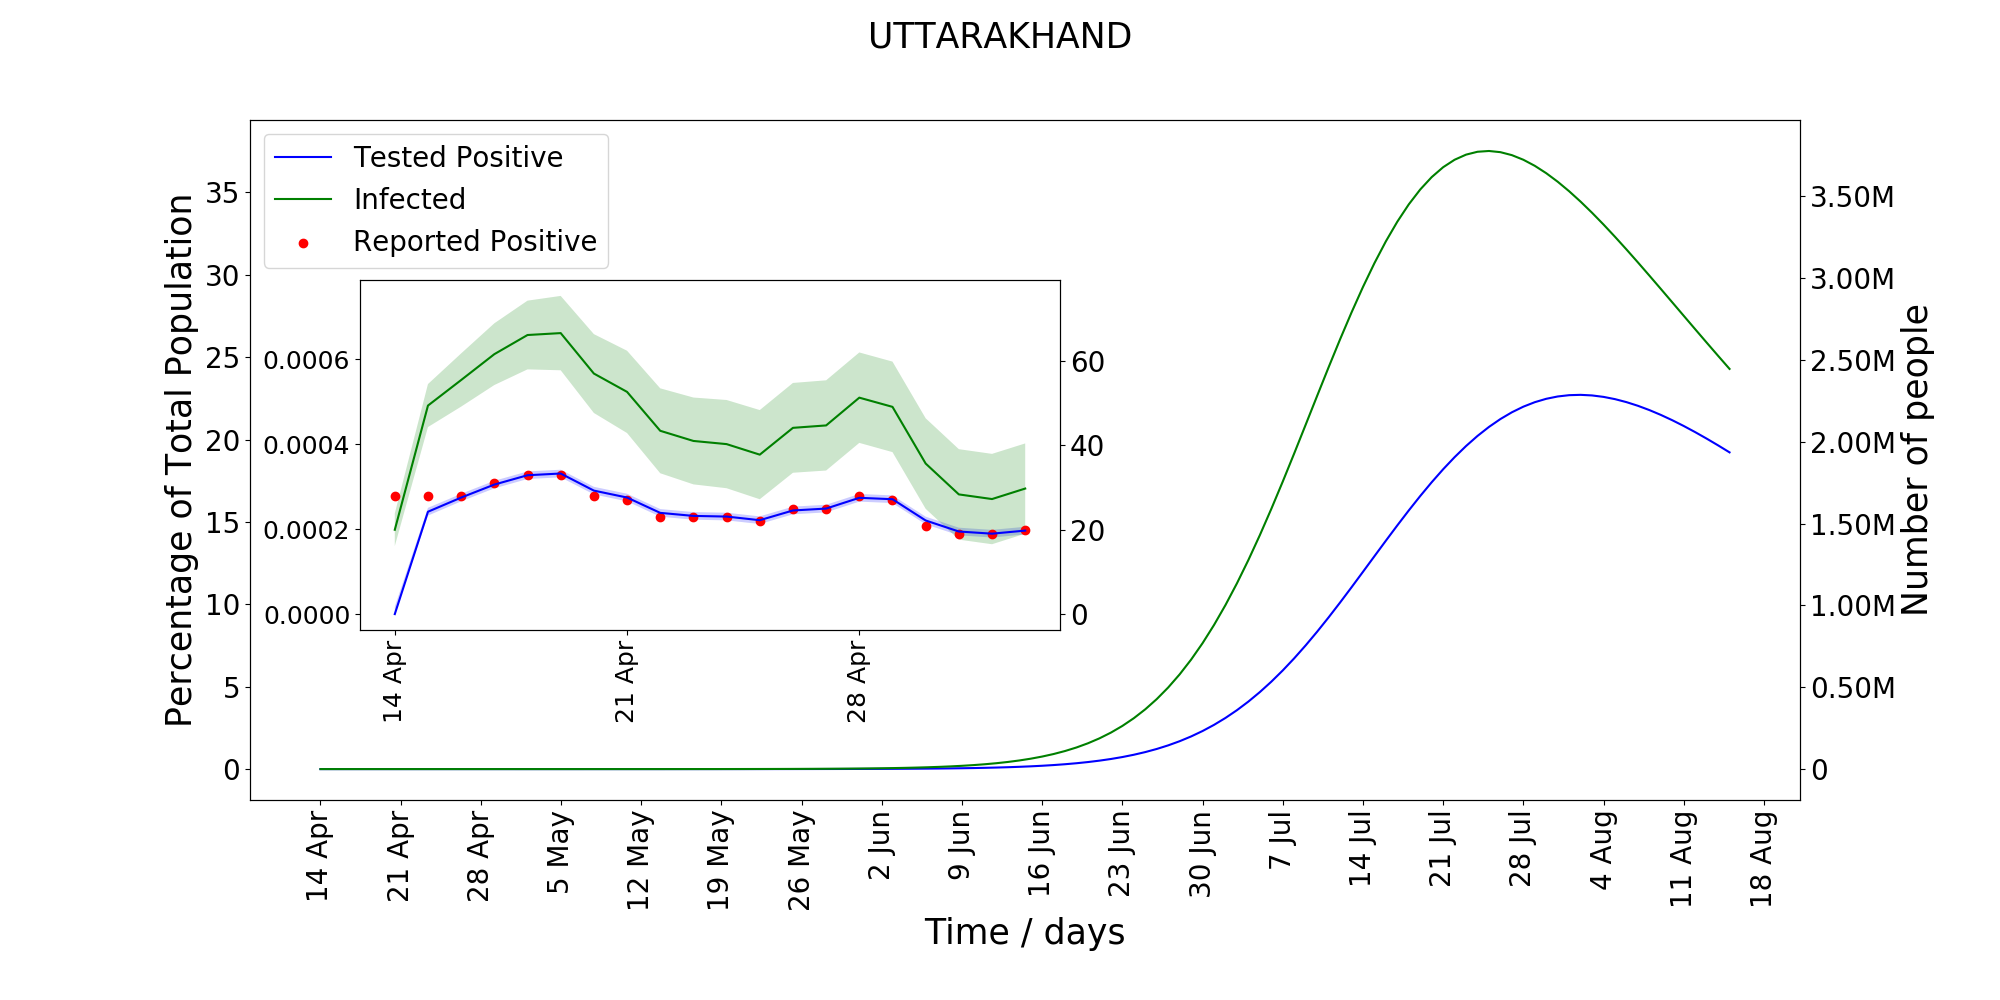 UTTARAKHAND
Tested Positive
Infected
Reported Positive
Percentage of Total Population
35
30
25
20
15
10
5
0
3.50M
3.00M
2.50M
2.00M
1.50M
1.00M
0.50M
0
Number of people
0.0006
0.0004
0.0002
0.0000
60
40
20
0
14 Apr
21 Apr
28 Apr
14 Apr
21 Apr
28 Apr
5 May
12 May
19 May
26 May
2 Jun
9 Jun
16 Jun
23 Jun
30 Jun
7 Jul
14 Jul
21 Jul
28 Jul
4 Aug
11 Aug
18 Aug
Time / days